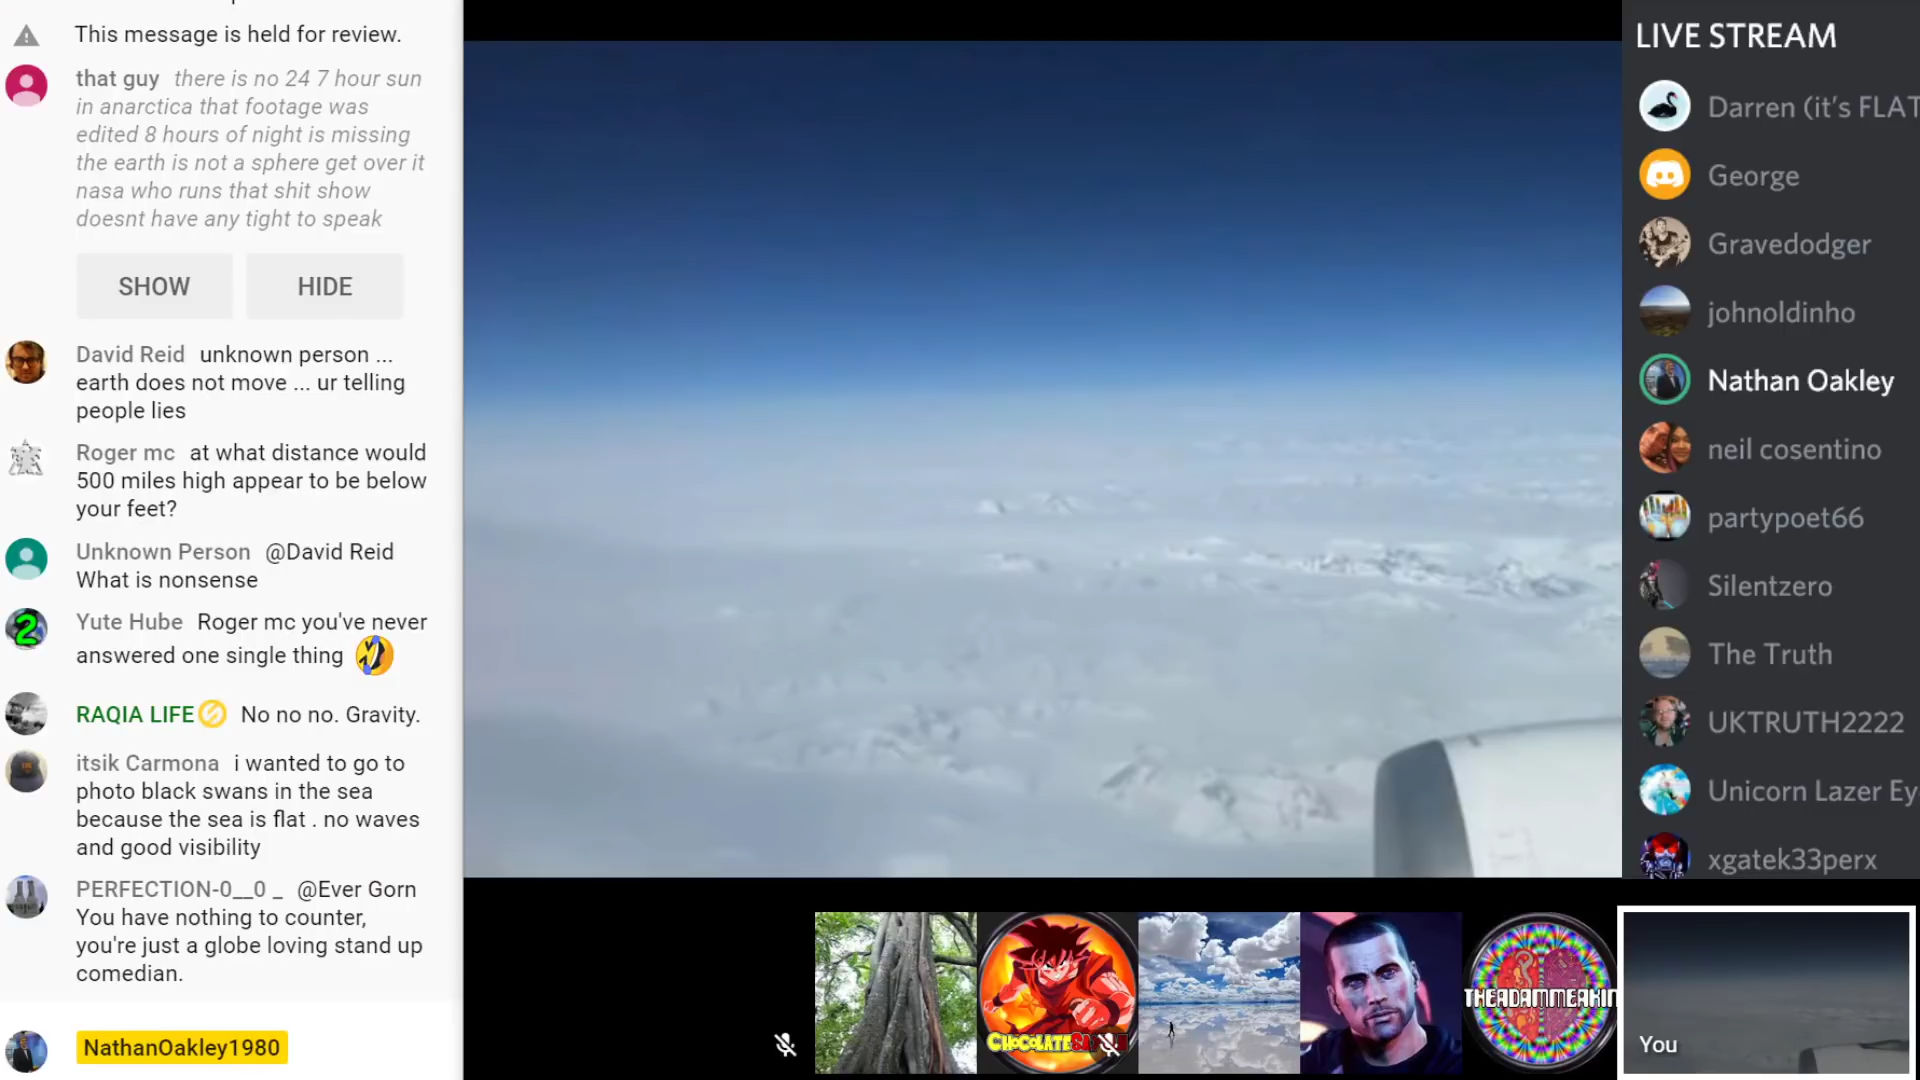 This message is held for review.
that guy there is no 24 7 hour sun
in anarctica that footage was
edited 8 hours of night is missing
the earth is not a sphere get over it
nasa who runs that shit show
doesnt have any tight to speak
SHOW HIDE
David Reid unknown person ...
earth does not move ... ur telling
people lies
Roger mc at what distance would
500 miles high appear to be below
your feet?
Unknown Person @David Reid
What is nonsense
Yute Hube Roger mc you've never
answered one single thing
RAQIA LIFE No no no. Gravity.
itsik Carmona i wanted to go to
photo black swans in the sea
because the sea is flat . no waves
and good visibility
PERFECTION-0__0 _ @Ever Gorn
You have nothing to counter,
you're just a globe loving stand up
comedian.
NathanOakley1980
LIVE STREAM
Darren (it's FLAT
George
Gravedodger
johnoldinho
Nathan Oakley
neil cosentino
partypoet66
Silentzero
The Truth
UKTRUTH2222
Unicorn Lazer Ey
xgatek33perx
THEADAMMEAKIN
You